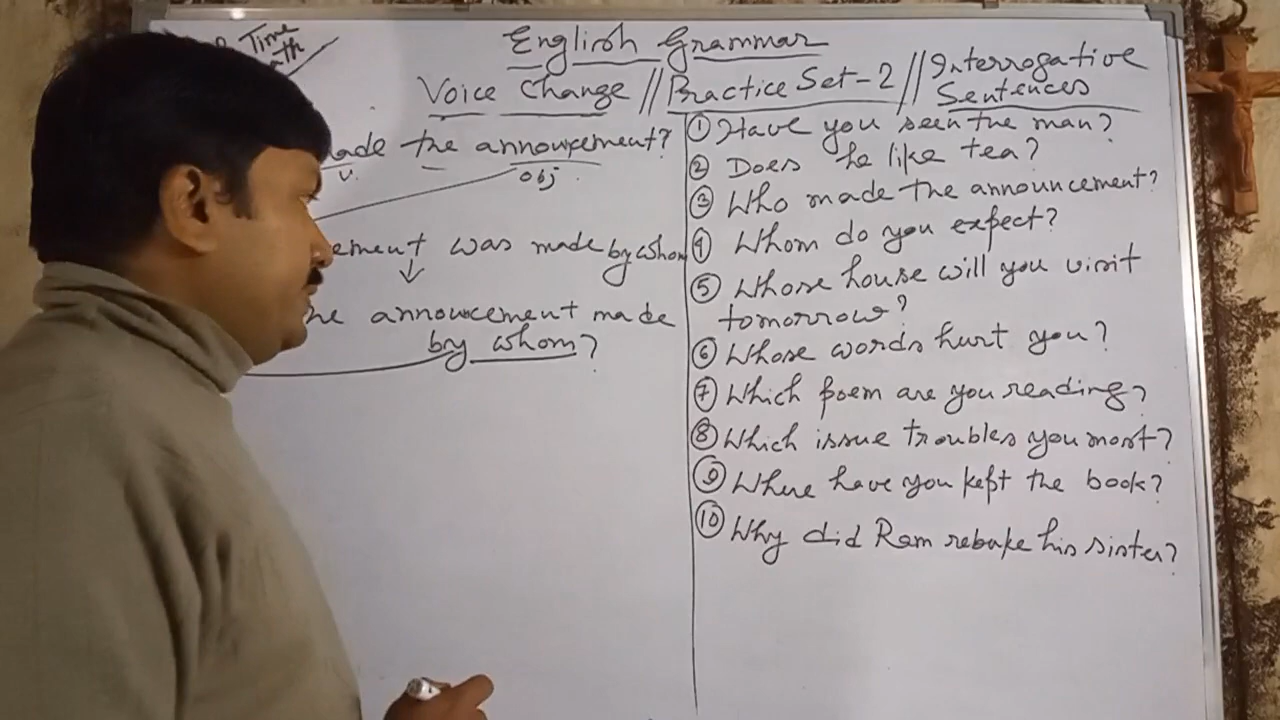 Time
English Grammar
Voice Change // Practice Set-2 // Interrogative
Sentences
the annoucement?
v. obj.
was made by whom
he annoucement made
by whom?
① Have you seen the man?
② Does he like tea?
③ Who made the announcement?
④ Whom do you expect?
⑤ Whose house will you visit
tomorrow?
⑥ Whose words hurt you?
⑦ Which poem are you reading?
⑧ Which issue troubles you most?
⑨ Where have you kept the book?
⑩ Why did Ram rebuke his sister?